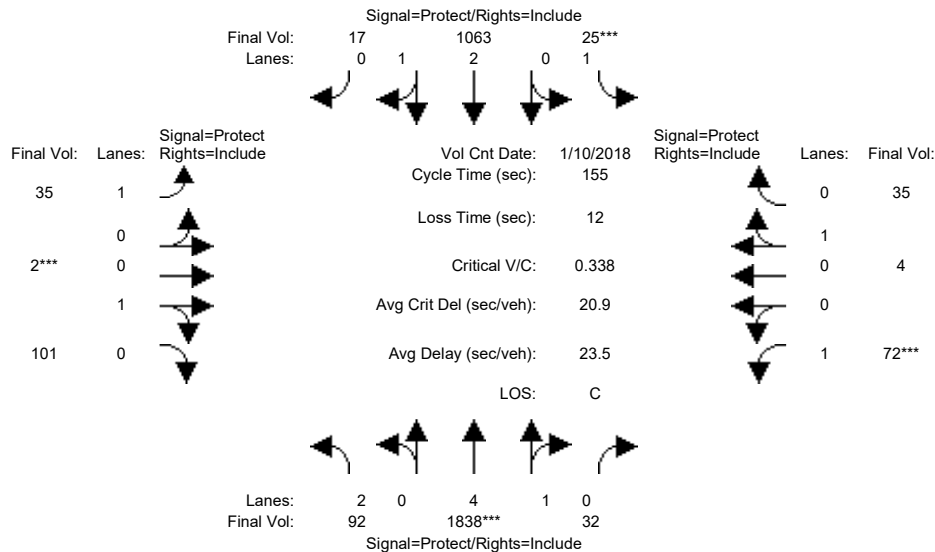 Signal=Protect/Rights=Include
Final Vol: 17 1063 25***
Lanes: 0 1 2 0 1
Signal=Protect
Final Vol: Lanes: Rights=Include
Vol Cnt Date: 1/10/2018
Signal=Protect
Rights=Include Lanes: Final Vol:
Cycle Time (sec): 155
35 1
0 35
Loss Time (sec): 12
0
1
2*** 0
Critical V/C: 0.338
0 4
1
Avg Crit Del (sec/veh): 20.9
0
101 0
Avg Delay (sec/veh): 23.5
1 72***
LOS: C
Lanes: 2 0 4 1 0
Final Vol: 92 1838*** 32
Signal=Protect/Rights=Include